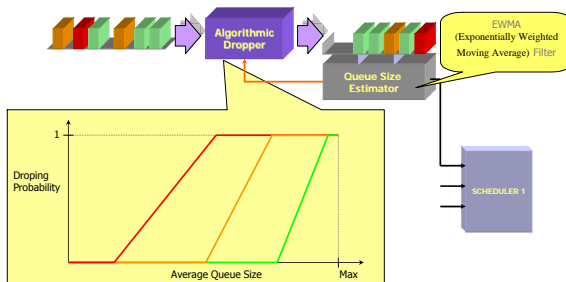 Algorithmic
Dropper
EWMA
(Exponentially Weighted
Moving Average) Filter
Queue Size
Estimator
1
Droping
Probability
Average Queue Size
Max
SCHEDULER 1